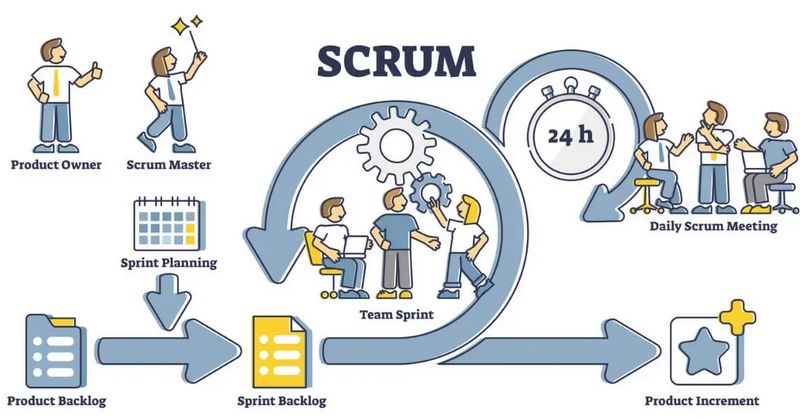 SCRUM
24 h
Product Owner
Scrum Master
Daily Scrum Meeting
Sprint Planning
Team Sprint
Product Backlog
Sprint Backlog
Product Increment